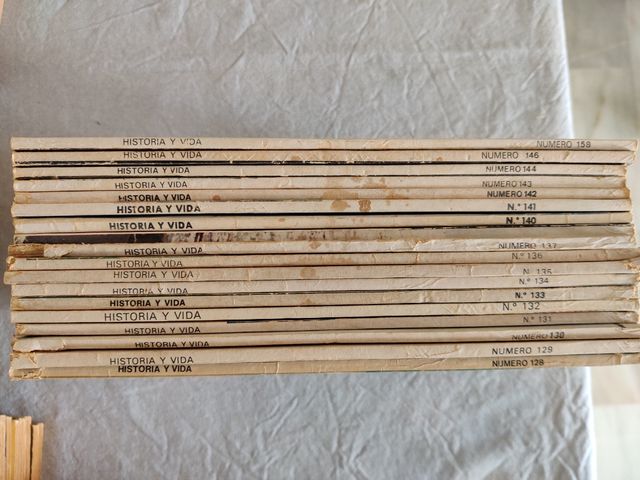 HISTORIA Y VIDA NUMERO 158
HISTORIA Y VIDA NUMERO 146
HISTORIA Y VIDA NUMERO 144
HISTORIA Y VIDA NUMERO 143
HISTORIA Y VIDA NUMERO 142
HISTORIA Y VIDA N.° 141
HISTORIA Y VIDA N.° 140
HISTORIA Y VIDA NUMERO 137
HISTORIA Y VIDA N.° 136
HISTORIA Y VIDA N.° 135
HISTORIA Y VIDA N.° 134
HISTORIA Y VIDA N.° 133
HISTORIA Y VIDA N.° 132
HISTORIA Y VIDA N.° 131
HISTORIA Y VIDA NUMERO 130
HISTORIA Y VIDA NUMERO 129
HISTORIA Y VIDA NUMERO 128